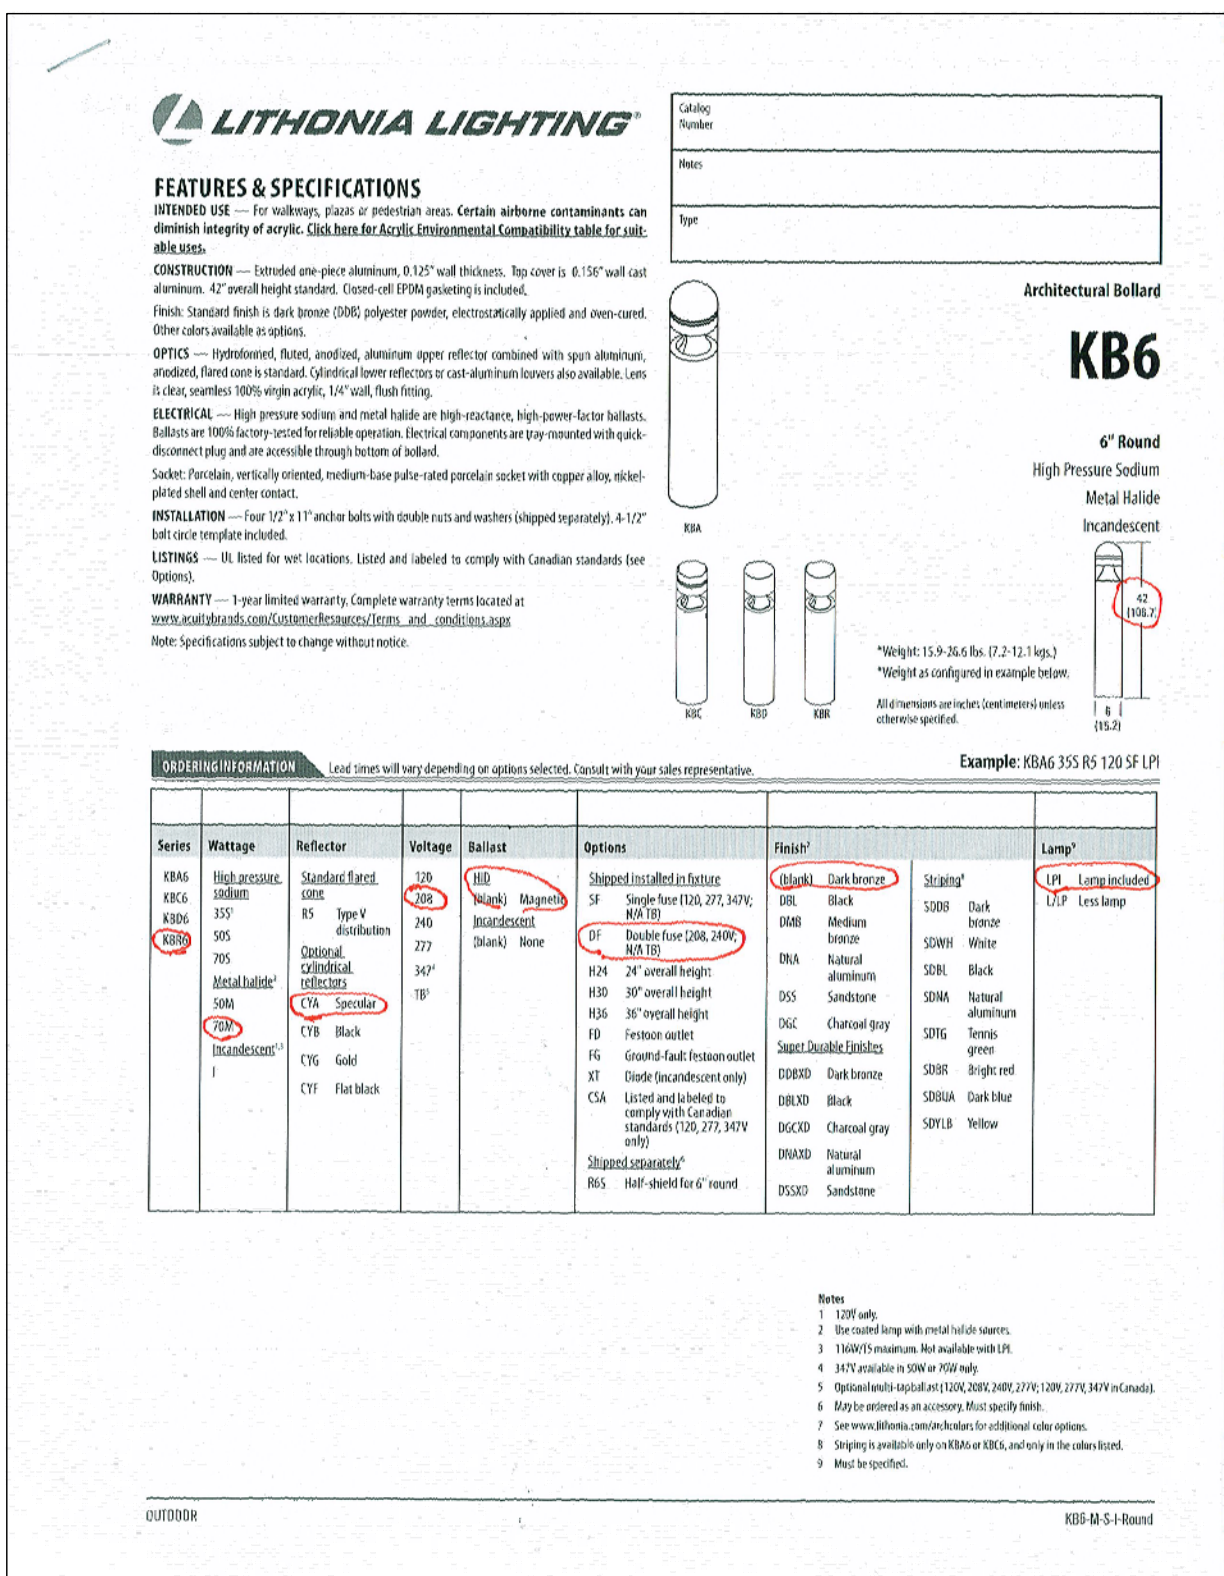 LITHONIA LIGHTING®
Catalog
Number
Notes
Type
FEATURES & SPECIFICATIONS
INTENDED USE — For walkways, plazas or pedestrian areas. Certain airborne contaminants can
diminish integrity of acrylic. Click here for Acrylic Environmental Compatibility table for suit-
able uses.
CONSTRUCTION — Extruded one-piece aluminum, 0.125" wall thickness. Top cover is 0.156" wall cast
aluminum. 42" overall height standard. Closed-cell EPDM gasketing is included.
Finish: Standard finish is dark bronze (DDB) polyester powder, electrostatically applied and oven-cured.
Other colors available as options.
OPTICS — Hydroformed, fluted, anodized, aluminum upper reflector combined with spun aluminum,
anodized, flared cone is standard. Cylindrical lower reflectors or cast-aluminum louvers also available. Lens
is clear, seamless 100% virgin acrylic, 1/4" wall, flush fitting.
ELECTRICAL — High pressure sodium and metal halide are high-reactance, high-power-factor ballasts.
Ballasts are 100% factory-tested for reliable operation. Electrical components are tray-mounted with quick-
disconnect plug and are accessible through bottom of bollard.
Socket: Porcelain, vertically oriented, medium-base pulse-rated porcelain socket with copper alloy, nickel-
plated shell and center contact.
INSTALLATION — Four 1/2" x 11" anchor bolts with double nuts and washers (shipped separately). 4-1/2"
bolt circle template included.
LISTINGS — UL listed for wet locations. Listed and labeled to comply with Canadian standards (see
Options).
WARRANTY — 1-year limited warranty. Complete warranty terms located at
www.acuitybrands.com/CustomerResources/Terms_and_conditions.aspx
Note: Specifications subject to change without notice.
Architectural Bollard
KB6
6" Round
High Pressure Sodium
Metal Halide
Incandescent
KBA
KBC
KBD
KBR
42
(106.7)
6
(15.2)
*Weight: 15.9-26.6 lbs. (7.2-12.1 kgs.)
*Weight as configured in example below.
All dimensions are inches (centimeters) unless
otherwise specified.
ORDERING INFORMATION Lead times will vary depending on options selected. Consult with your sales representative. Example: KBA6 35S R5 120 SF LPI
Series
KBA6
KBC6
KBD6
KBR6
Wattage
High pressure
sodium
35S¹
50S
70S
Metal halide²
50M
70M
Incandescent¹,³
I
Reflector
Standard flared
cone
R5 Type V
distribution
Optional
cylindrical
reflectors
CYA Specular
CYB Black
CYG Gold
CYF Flat black
Voltage
120
208
240
277
347⁴
TB⁵
Ballast
HID
(blank) Magnetic
Incandescent
(blank) None
Options
Shipped installed in fixture
SF Single fuse (120, 277, 347V;
N/A TB)
DF Double fuse (208, 240V;
N/A TB)
H24 24" overall height
H30 30" overall height
H36 36" overall height
FD Festoon outlet
FG Ground-fault festoon outlet
XT Diode (incandescent only)
CSA Listed and labeled to
comply with Canadian
standards (120, 277, 347V
only)
Shipped separately⁶
R6S Half-shield for 6" round
Finish⁷
(blank) Dark bronze
DBL Black
DMB Medium
bronze
DNA Natural
aluminum
DSS Sandstone
DGC Charcoal gray
Super Durable Finishes
DDBXD Dark bronze
DBLXD Black
DGCXD Charcoal gray
DNAXD Natural
aluminum
DSSXD Sandstone
Striping⁸
SDDB Dark
bronze
SDWH White
SDBL Black
SDNA Natural
aluminum
SDTG Tennis
green
SDBR Bright red
SDBUA Dark blue
SDYLB Yellow
Lamp⁹
LPI Lamp included
L/LP Less lamp
Notes
1 120V only.
2 Use coated lamp with metal halide sources.
3 116W/TS maximum. Not available with LPI.
4 347V available in 50W or 70W only.
5 Optional multi-tap ballast (120V, 208V, 240V, 277V; 120V, 277V, 347V in Canada).
6 May be ordered as an accessory. Must specify finish.
7 See www.lithonia.com/archcolors for additional color options.
8 Striping is available only on KBA6 or KBC6, and only in the colors listed.
9 Must be specified.
OUTDOOR
KB6-M-S-I-Round